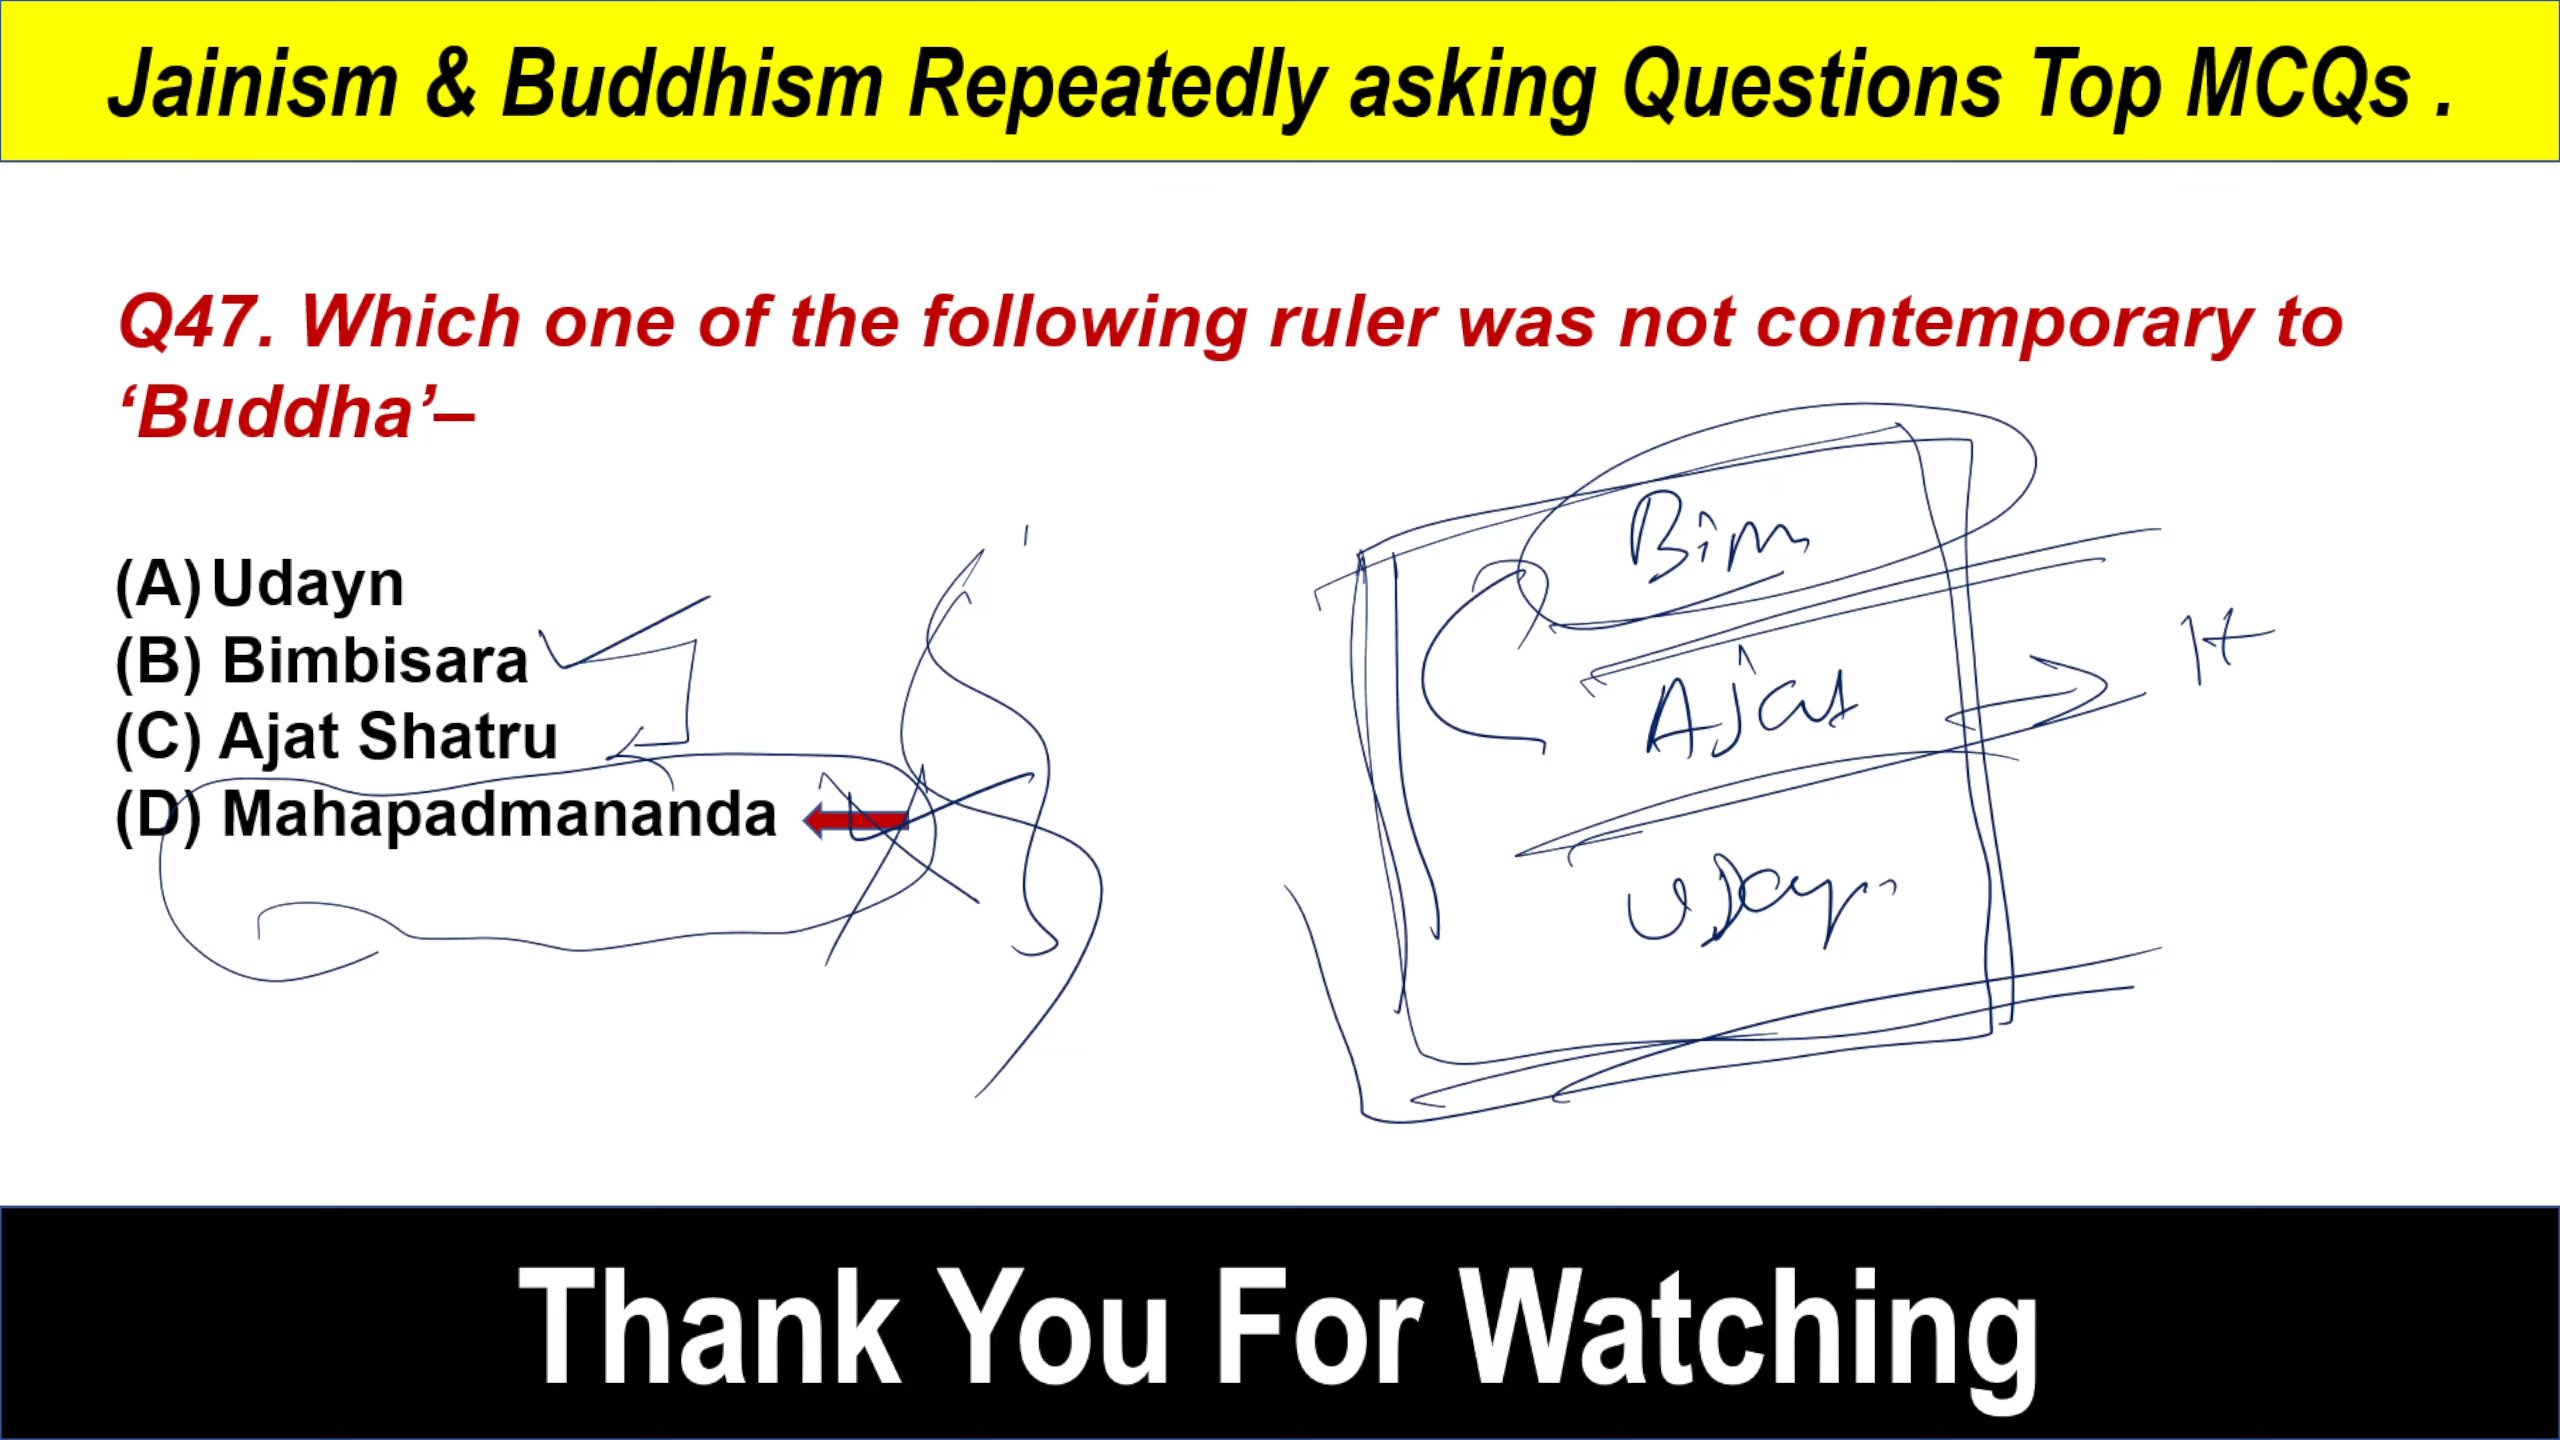 Jainism & Buddhism Repeatedly asking Questions Top MCQs .
Q47. Which one of the following ruler was not contemporary to
‘Buddha’–
(A) Udayn
(B) Bimbisara
(C) Ajat Shatru
(D) Mahapadmananda
Bim
Ajat
Udayn
Thank You For Watching